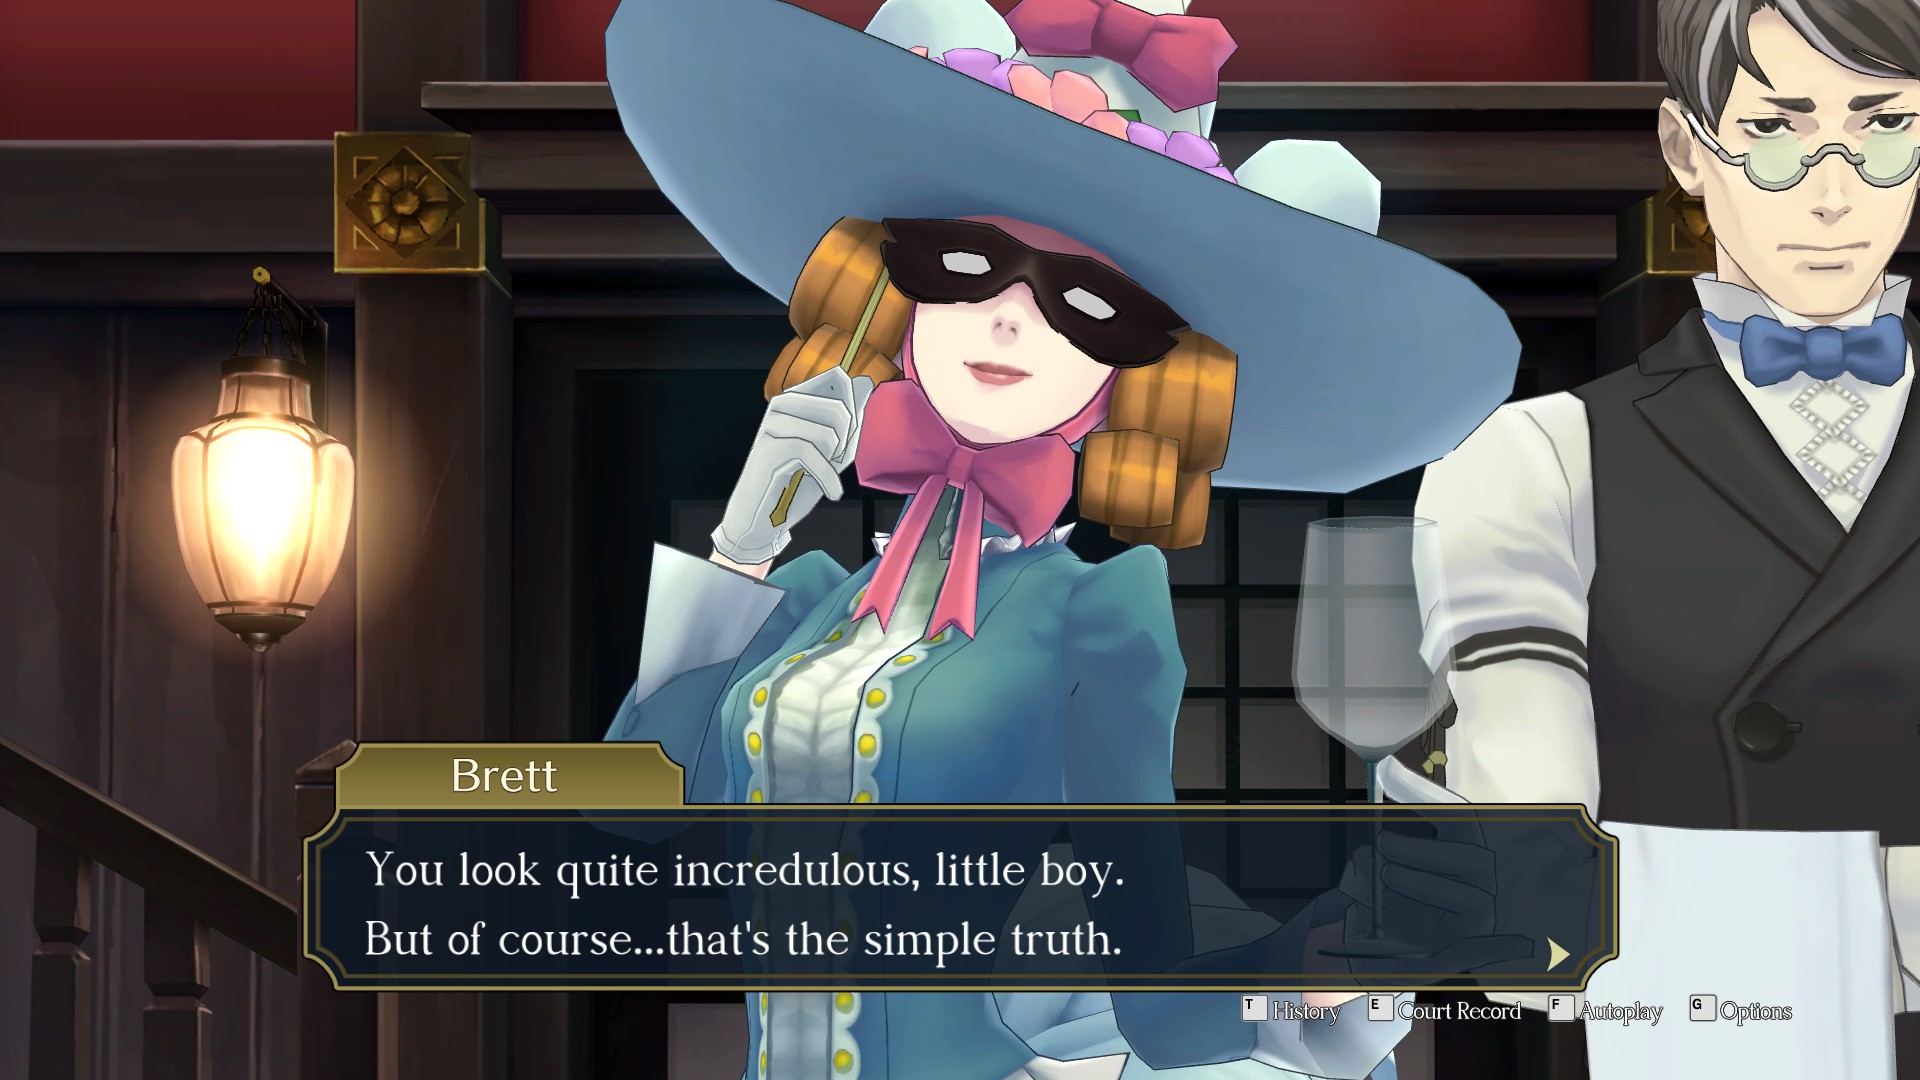 Brett
You look quite incredulous, little boy.
But of course...that's the simple truth.
T History E Court Record F Autoplay G Options